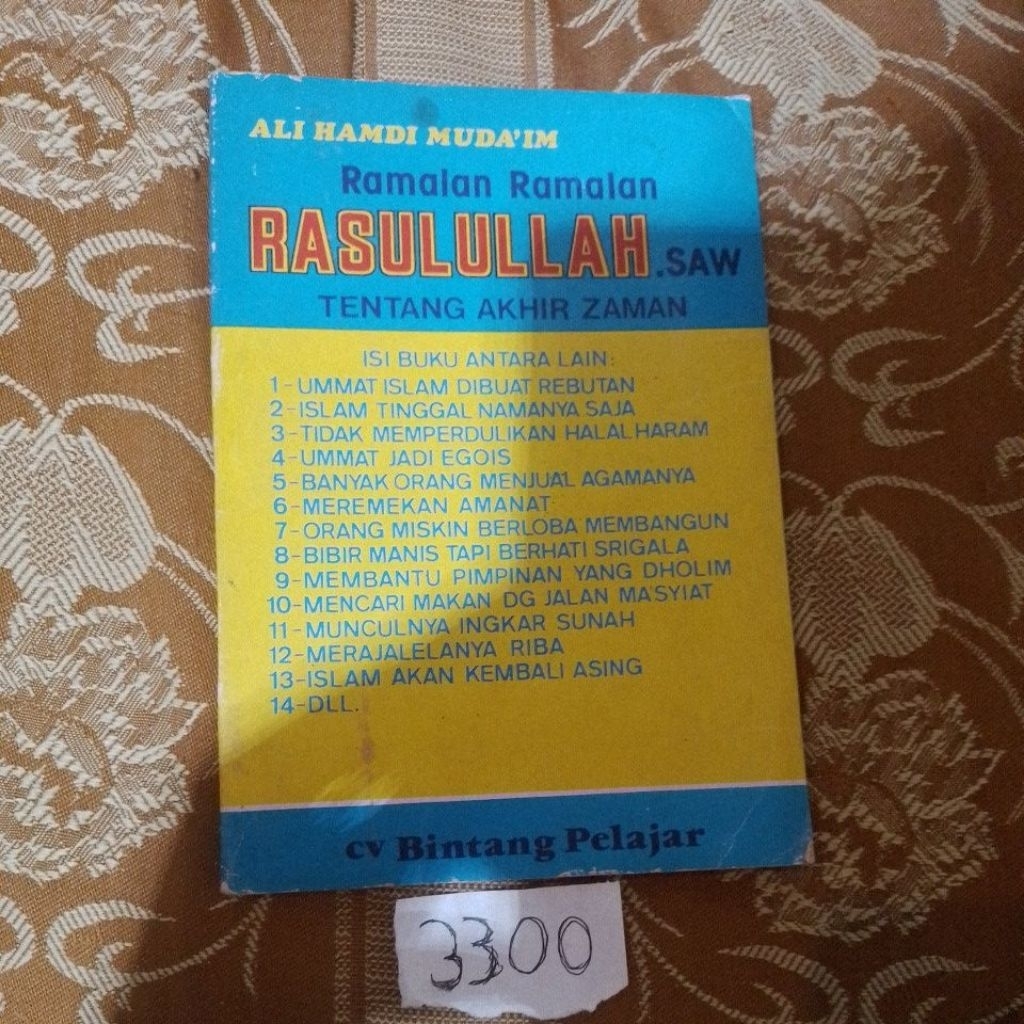 ALI HAMDI MUDA'IM
Ramalan Ramalan
RASULULLAH.SAW
TENTANG AKHIR ZAMAN
ISI BUKU ANTARA LAIN:
1-UMMAT ISLAM DIBUAT REBUTAN
2-ISLAM TINGGAL NAMANYA SAJA
3-TIDAK MEMPERDULIKAN HALAL HARAM
4-UMMAT JADI EGOIS
5-BANYAK ORANG MENJUAL AGAMANYA
6-MEREMEKAN AMANAT
7-ORANG MISKIN BERLOBA MEMBANGUN
8-BIBIR MANIS TAPI BERHATI SRIGALA
9-MEMBANTU PIMPINAN YANG DHOLIM
10-MENCARI MAKAN DG JALAN MA'SYIAT
11-MUNCULNYA INGKAR SUNAH
12-MERAJALELANYA RIBA
13-ISLAM AKAN KEMBALI ASING
14-DLL.
cv Bintang Pelajar
3300